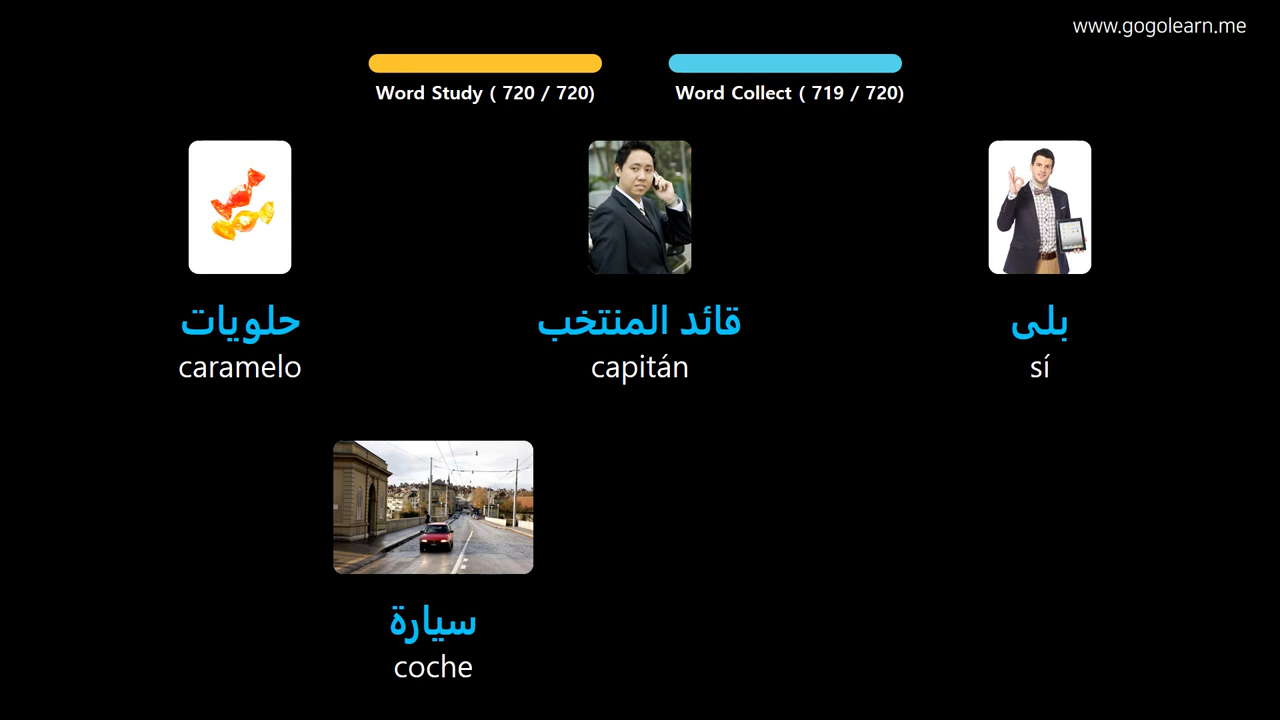 www.gogolearn.me
Word Study ( 720 / 720)
Word Collect ( 719 / 720)
حلويات
caramelo
قائد المنتخب
capitán
بلى
sí
سيارة
coche